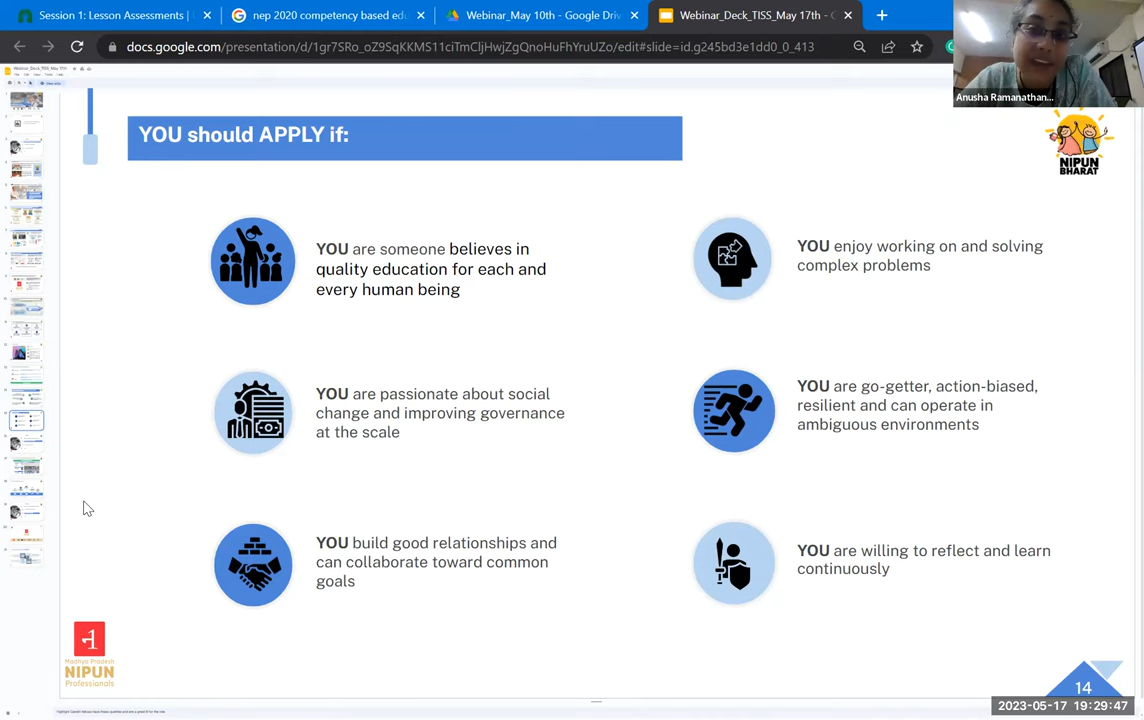 Session 1: Lesson Assessments | 
nep 2020 competency based edu
Webinar_May 10th - Google Driv
Webinar_Deck_TISS_May 17th - G
docs.google.com/presentation/d/1gr7SRo_oZ9SqKKMS11ciTmCljHwjZgQnoHuFhYruUZo/edit#slide=id.g245bd3e1dd0_0_413
Anusha Ramanathan...
YOU should APPLY if:
NIPUN
BHARAT
YOU are someone believes in
quality education for each and
every human being
YOU enjoy working on and solving
complex problems
YOU are passionate about social
change and improving governance
at the scale
YOU are go-getter, action-biased,
resilient and can operate in
ambiguous environments
YOU build good relationships and
can collaborate toward common
goals
YOU are willing to reflect and learn
continuously
Madhya Pradesh
NIPUN
Professionals
14
2023-05-17 19:29:47